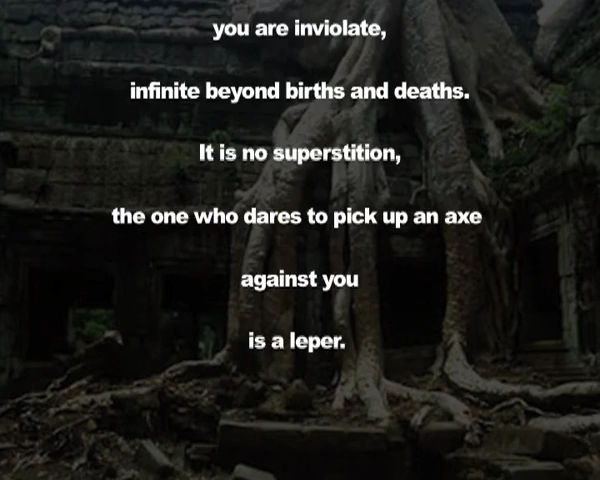 you are inviolate,
infinite beyond births and deaths.
It is no superstition,
the one who dares to pick up an axe
against you
is a leper.